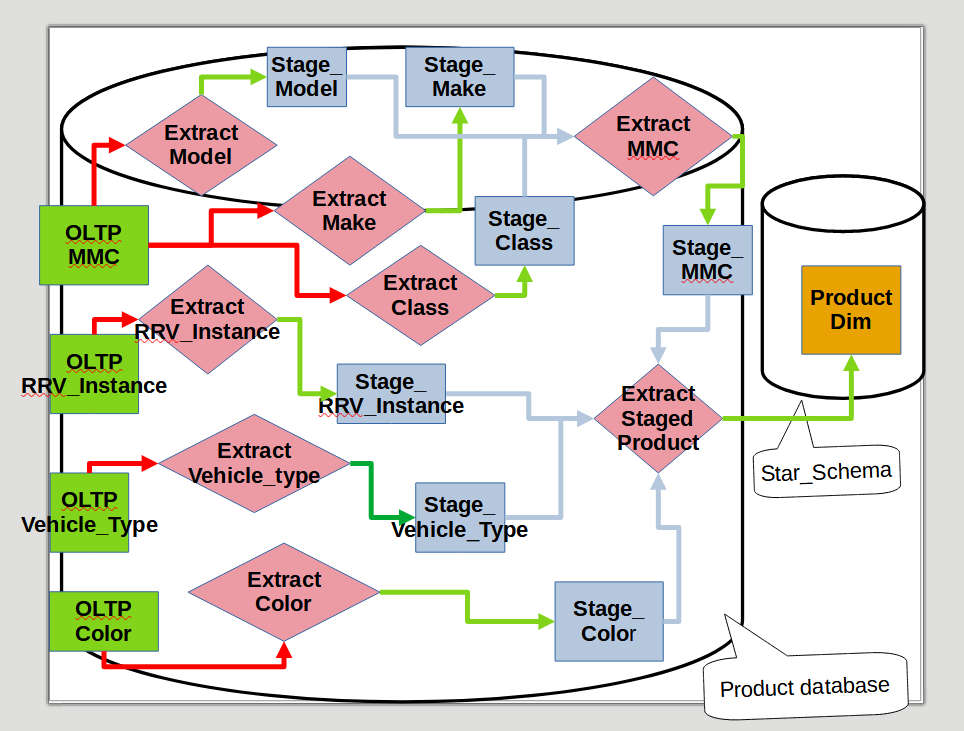 Stage_
Model
Stage_
Make
Extract
Model
Extract
MMC
Extract
Make
OLTP
MMC
Stage_
Class
Stage_
MMC
Extract
Class
Extract
RRV_Instance
Product
Dim
OLTP
RRV_Instance
Stage_
RRV_Instance
Extract
Staged
Product
Extract
Vehicle_type
Star_Schema
OLTP
Vehicle_Type
Stage_
Vehicle_Type
Extract
Color
OLTP
Color
Stage_
Color
Product database